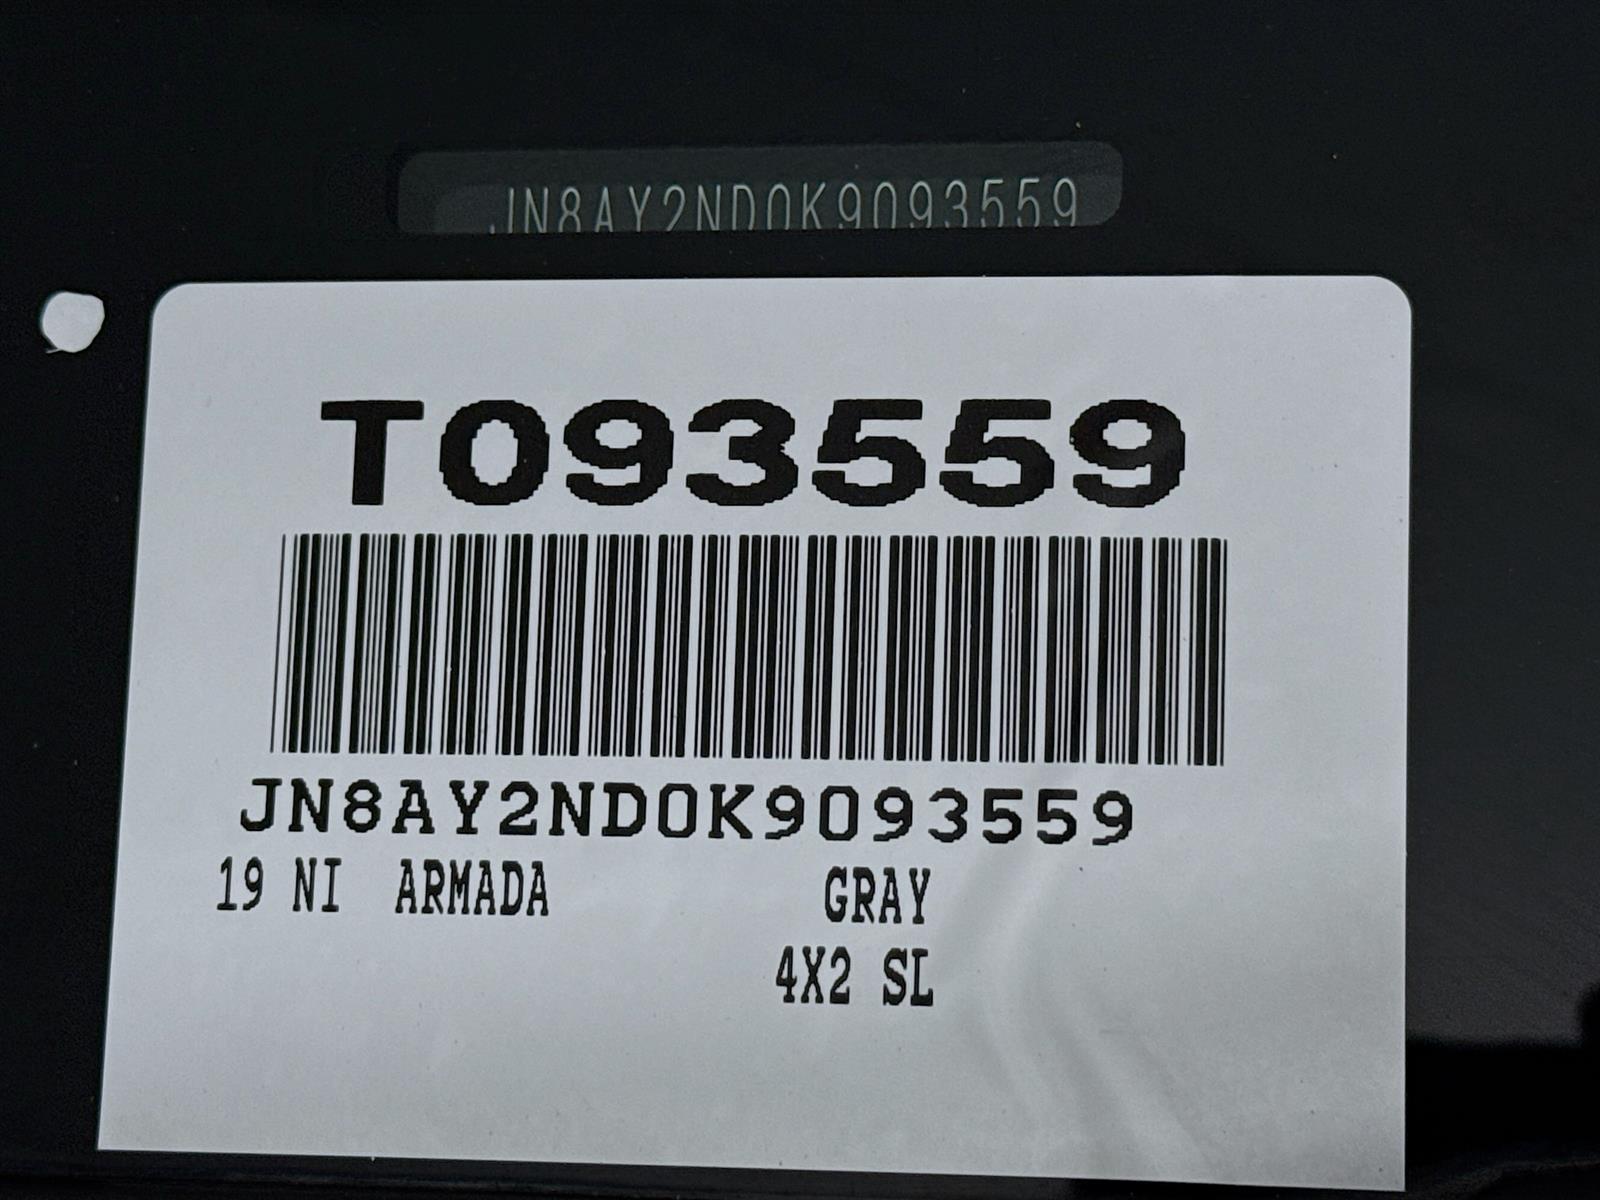 JN8AY2ND0K9093559
T093559
JN8AY2ND0K9093559
19 NI ARMADA GRAY
4X2 SL